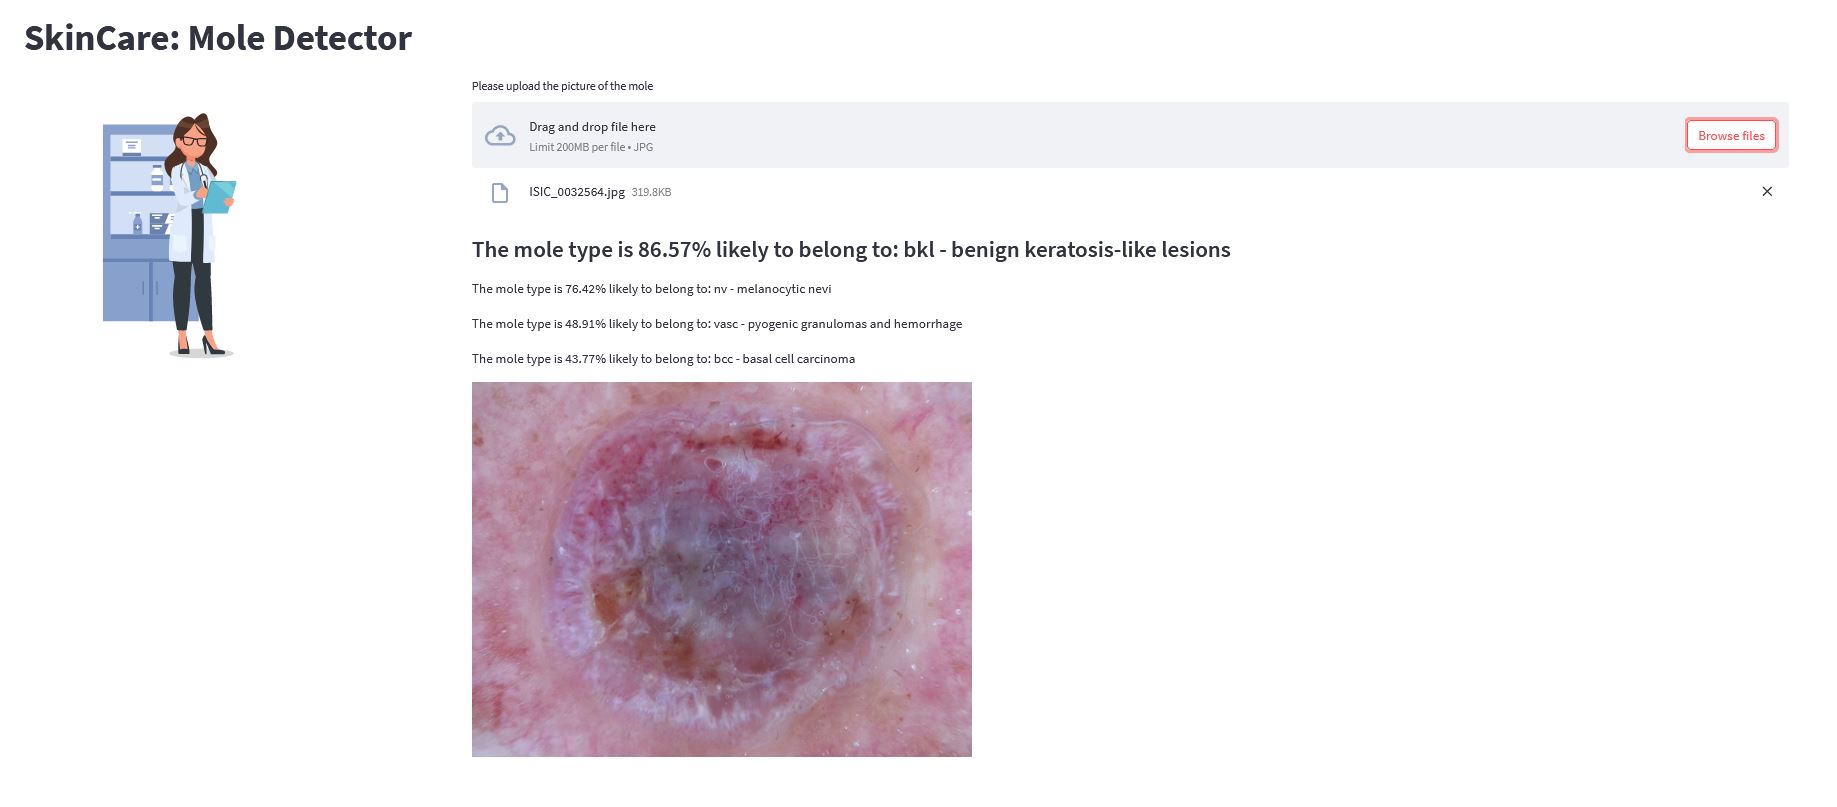 SkinCare: Mole Detector
Please upload the picture of the mole
Drag and drop file here
Limit 200MB per file • JPG
Browse files
ISIC_0032564.jpg 319.8KB
The mole type is 86.57% likely to belong to: bkl - benign keratosis-like lesions
The mole type is 76.42% likely to belong to: nv - melanocytic nevi
The mole type is 48.91% likely to belong to: vasc - pyogenic granulomas and hemorrhage
The mole type is 43.77% likely to belong to: bcc - basal cell carcinoma